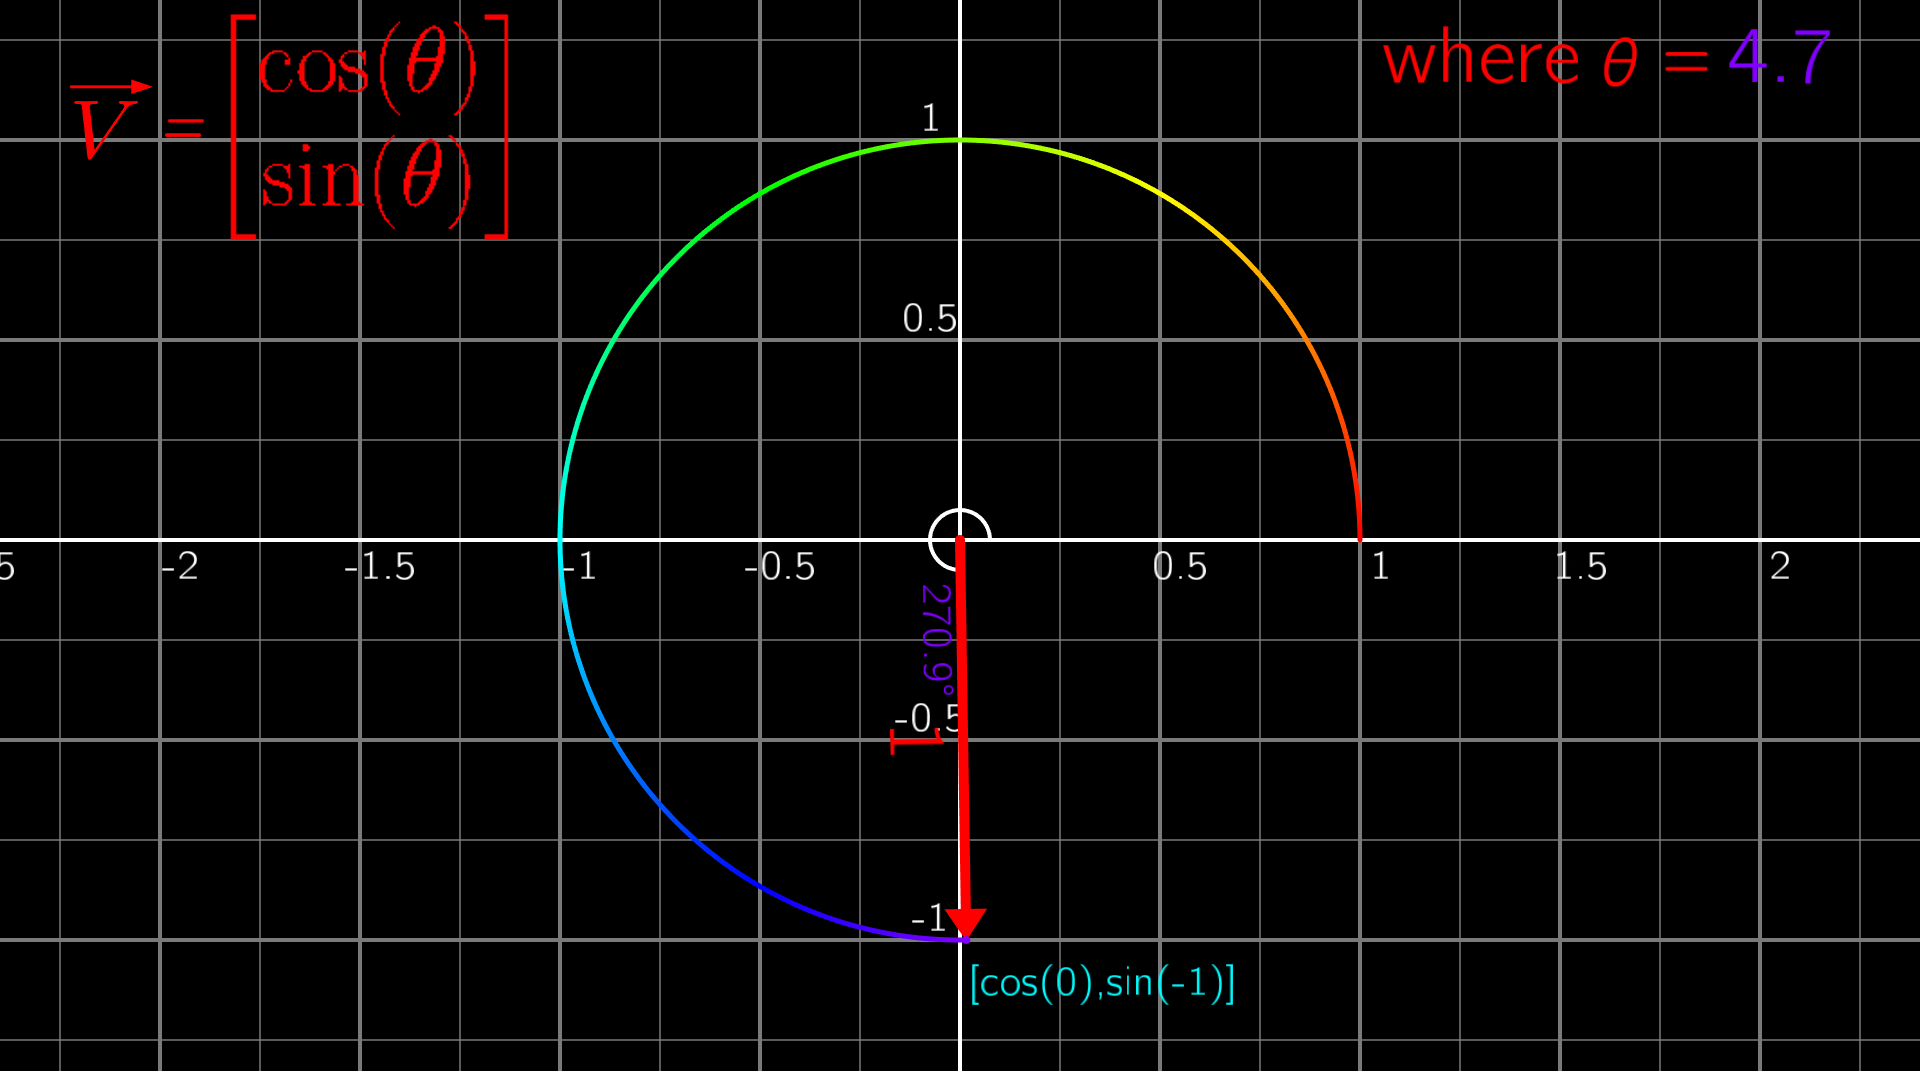 V = [cos(θ)
sin(θ)]
where θ = 4.7
1
0.5
5 -2 -1.5 -1 -0.5 0.5 1 1.5 2
270.9°
-0.5
1
-1
[cos(0),sin(-1)]